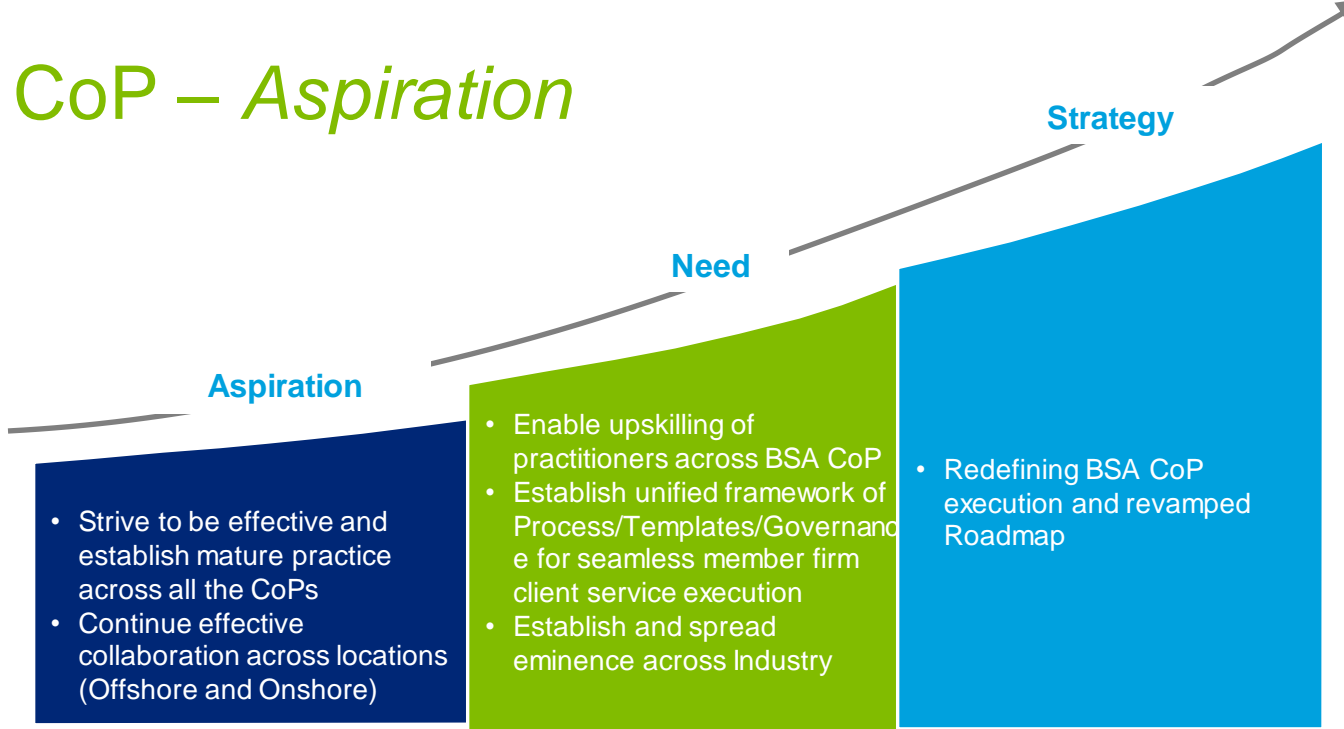 CoP – Aspiration
Strategy
Need
Aspiration
• Strive to be effective and
establish mature practice
across all the CoPs
• Continue effective
collaboration across locations
(Offshore and Onshore)
• Enable upskilling of
practitioners across BSA CoP
• Establish unified framework of
Process/Templates/Governanc
e for seamless member firm
client service execution
• Establish and spread
eminence across Industry
• Redefining BSA CoP
execution and revamped
Roadmap